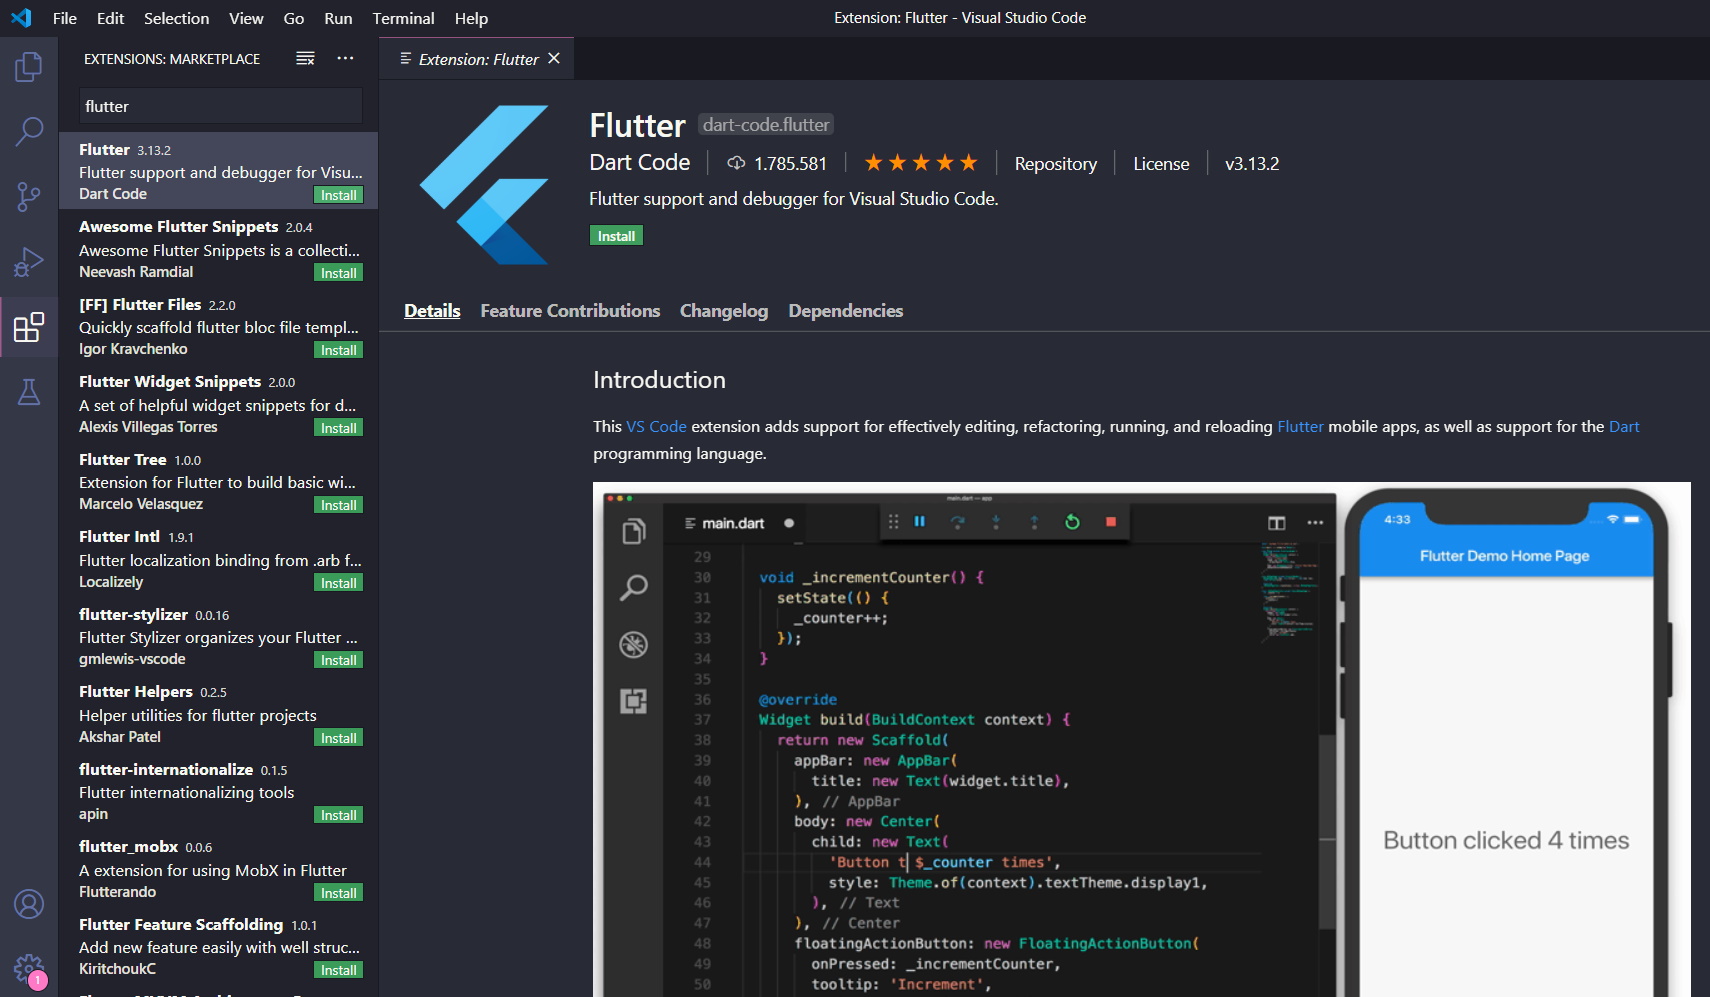 File Edit Selection View Go Run Terminal Help
Extension: Flutter - Visual Studio Code
EXTENSIONS: MARKETPLACE
flutter
Flutter 3.13.2
Flutter support and debugger for Visu...
Dart Code Install
Awesome Flutter Snippets 2.0.4
Awesome Flutter Snippets is a collecti...
Neevash Ramdial Install
[FF] Flutter Files 2.2.0
Quickly scaffold flutter bloc file templ...
Igor Kravchenko Install
Flutter Widget Snippets 2.0.0
A set of helpful widget snippets for d...
Alexis Villegas Torres Install
Flutter Tree 1.0.0
Extension for Flutter to build basic wi...
Marcelo Velasquez Install
Flutter Intl 1.9.1
Flutter localization binding from .arb f...
Localizely Install
flutter-stylizer 0.0.16
Flutter Stylizer organizes your Flutter ...
gmlewis-vscode Install
Flutter Helpers 0.2.5
Helper utilities for flutter projects
Akshar Patel Install
flutter-internationalize 0.1.5
Flutter internationalizing tools
apin Install
flutter_mobx 0.0.6
A extension for using MobX in Flutter
Flutterando Install
Flutter Feature Scaffolding 1.0.1
Add new feature easily with well struc...
KiritchoukC Install
1
Extension: Flutter
Flutter dart-code.flutter
Dart Code 1.785.581 Repository License v3.13.2
Flutter support and debugger for Visual Studio Code.
Install
Details Feature Contributions Changelog Dependencies
Introduction
This VS Code extension adds support for effectively editing, refactoring, running, and reloading Flutter mobile apps, as well as support for the Dart
programming language.
main.dart — app
main.dart
29
30 void _incrementCounter() {
31 setState(() {
32 _counter++;
33 });
34 }
35
36 @override
37 Widget build(BuildContext context) {
38 return new Scaffold(
39 appBar: new AppBar(
40 title: new Text(widget.title),
41 ), // AppBar
42 body: new Center(
43 child: new Text(
44 'Button t $_counter times',
45 style: Theme.of(context).textTheme.display1,
46 ), // Text
47 ), // Center
48 floatingActionButton: new FloatingActionButton(
49 onPressed: _incrementCounter,
50 tooltip: 'Increment',
4:33
Flutter Demo Home Page
Button clicked 4 times